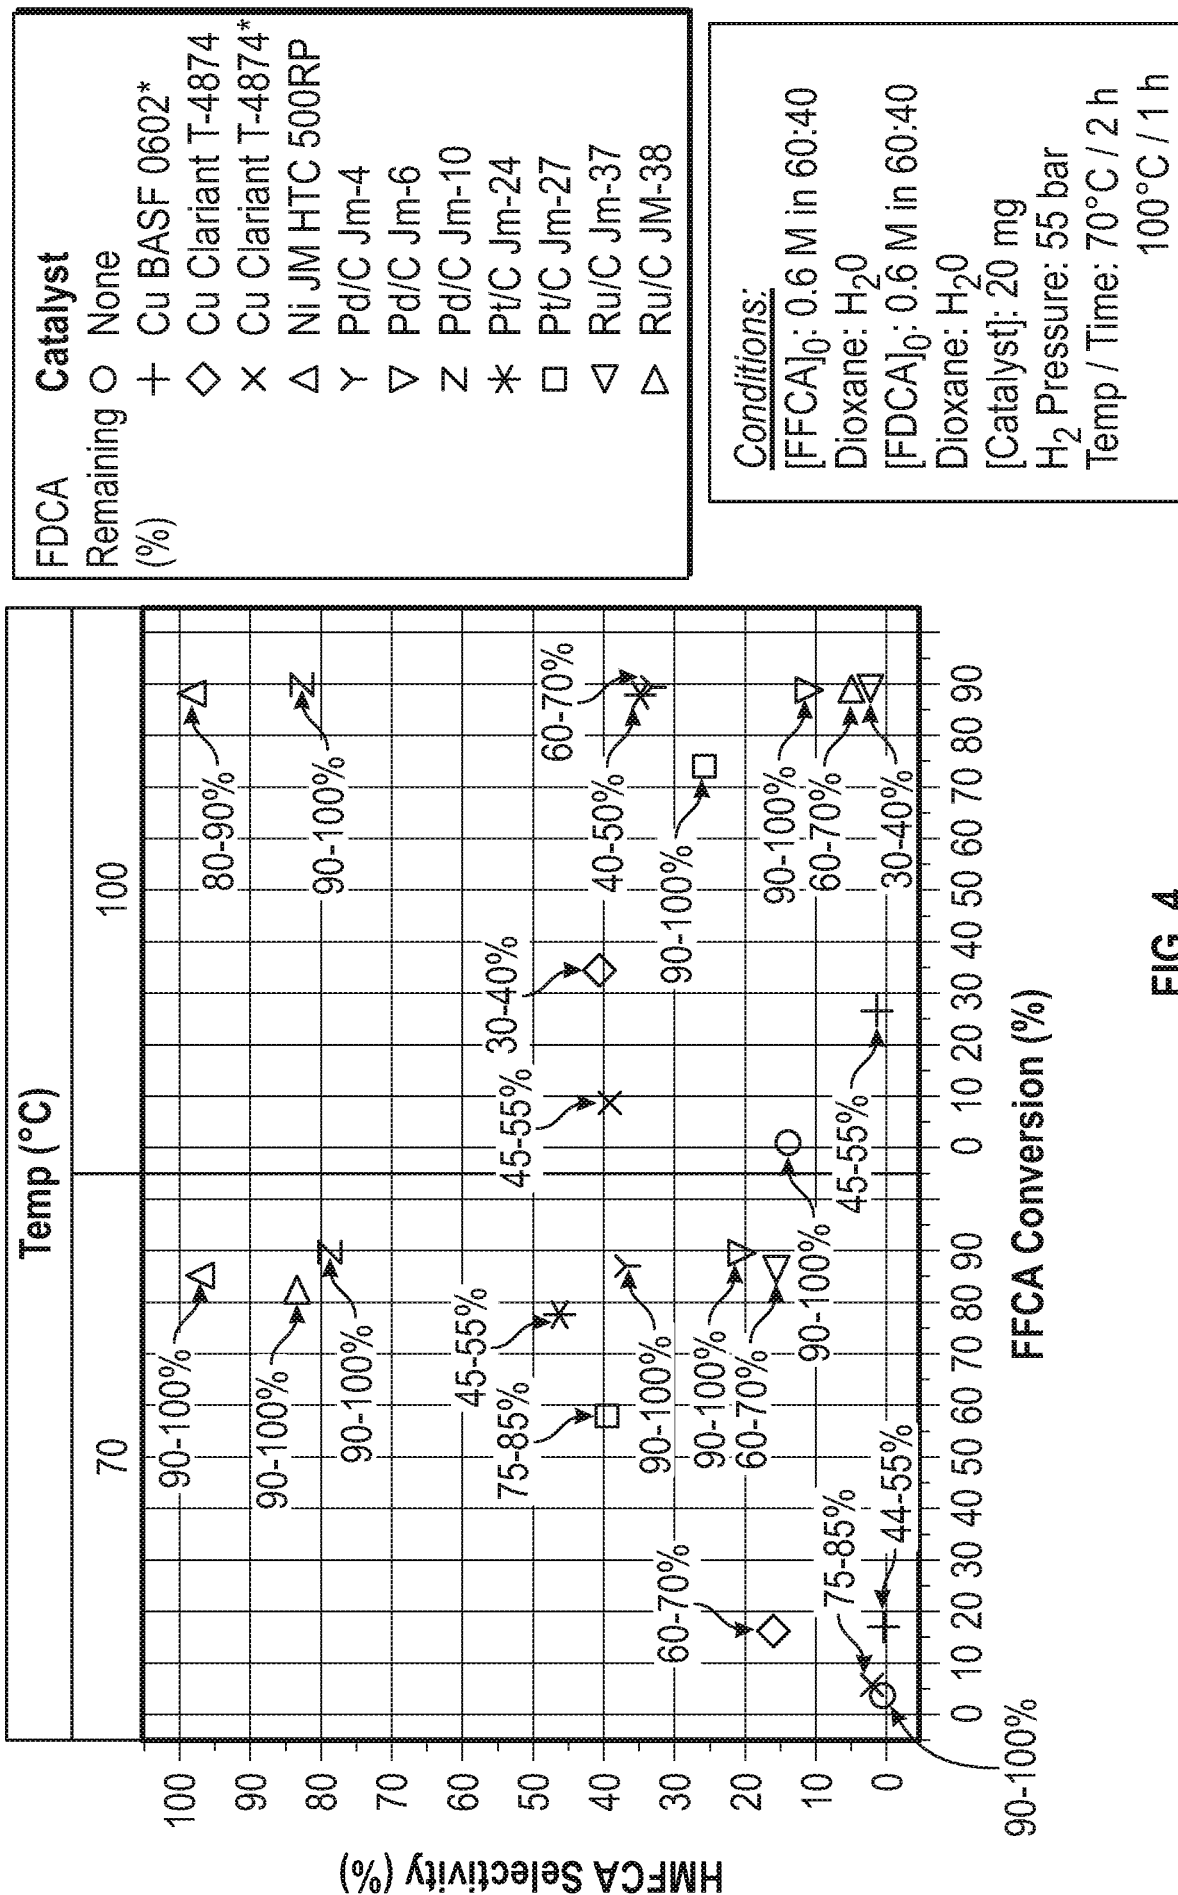 Temp (°C)
70
100
HMFCA Selectivity (%)
100
90
80
70
60
50
40
30
20
10
0
90-100%
90-100%
90-100%
45-55%
75-85%
90-100%
90-100%
60-70%
60-70%
75-85%
44-55%
90-100%
80-90%
90-100%
60-70%
40-50%
90-100%
30-40%
45-55%
90-100%
60-70%
30-40%
45-55%
90-100%
0 10 20 30 40 50 60 70 80 90
0 10 20 30 40 50 60 70 80 90
FFCA Conversion (%)
FDCA
Remaining
(%)
Catalyst
None
Cu BASF 0602*
Cu Clariant T-4874
Cu Clariant T-4874*
Ni JM HTC 500RP
Pd/C Jm-4
Pd/C Jm-6
Pd/C Jm-10
Pt/C Jm-24
Pt/C Jm-27
Ru/C Jm-37
Ru/C JM-38
Conditions:
[FFCA]0: 0.6 M in 60:40
Dioxane: H20
[FDCA]0: 0.6 M in 60:40
Dioxane: H20
[Catalyst]: 20 mg
H2 Pressure: 55 bar
Temp / Time: 70°C / 2 h
100°C / 1 h
FIG. 4